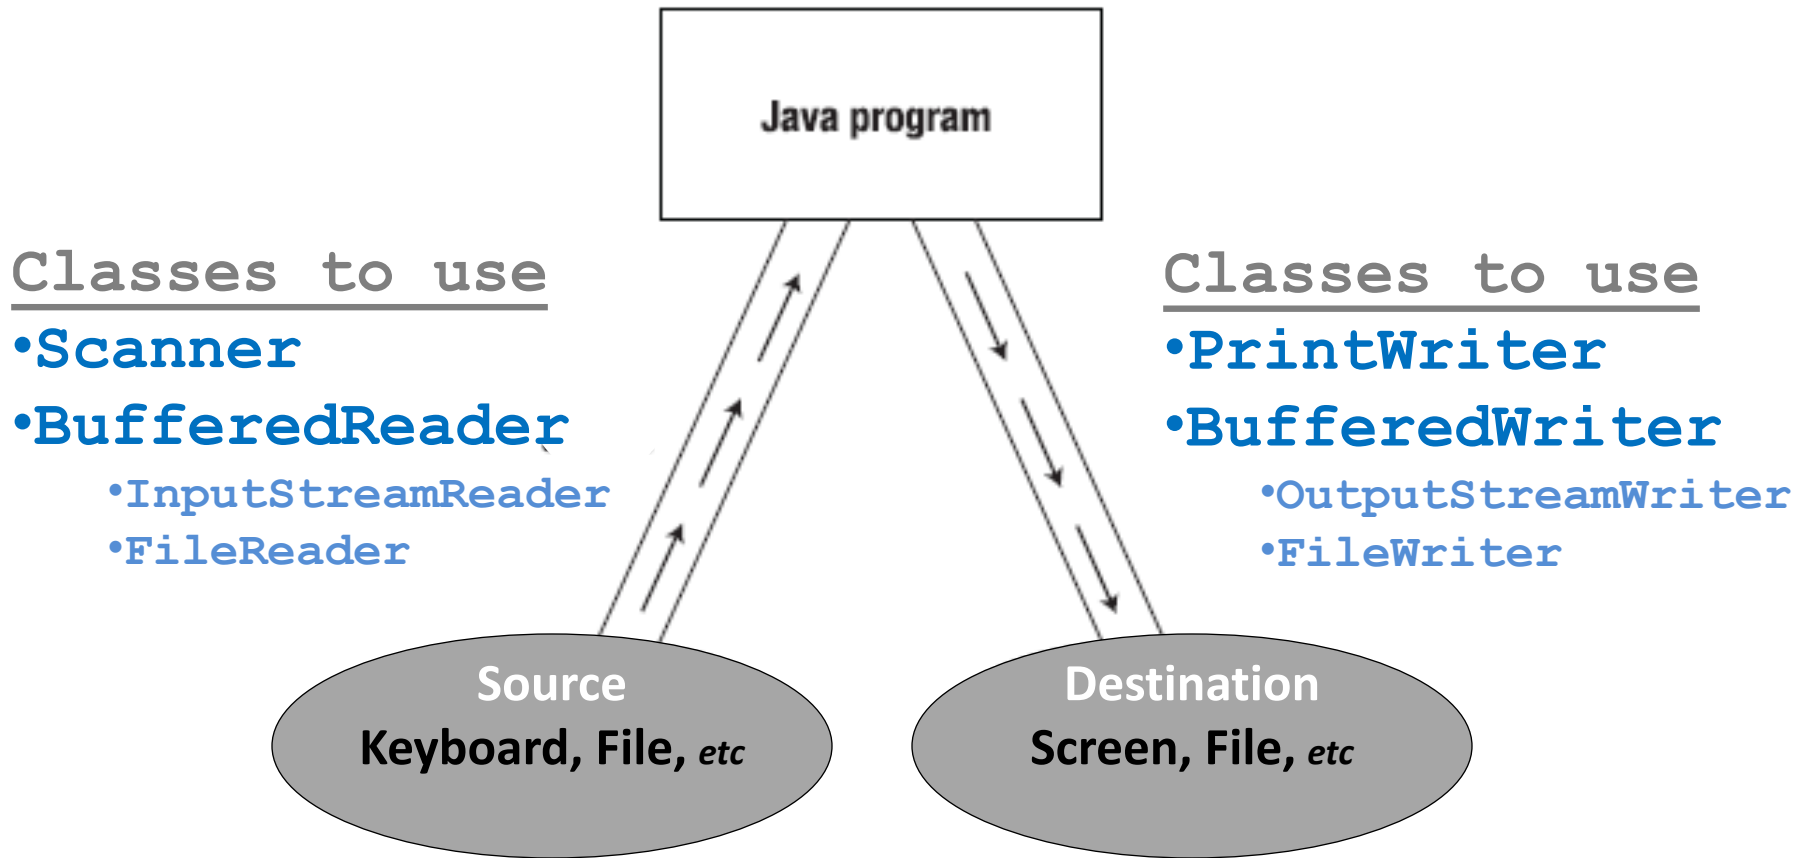 Java program
Classes to use
•Scanner
•BufferedReader
•InputStreamReader
•FileReader
Classes to use
•PrintWriter
•BufferedWriter
•OutputStreamWriter
•FileWriter
Source
Keyboard, File, etc
Destination
Screen, File, etc